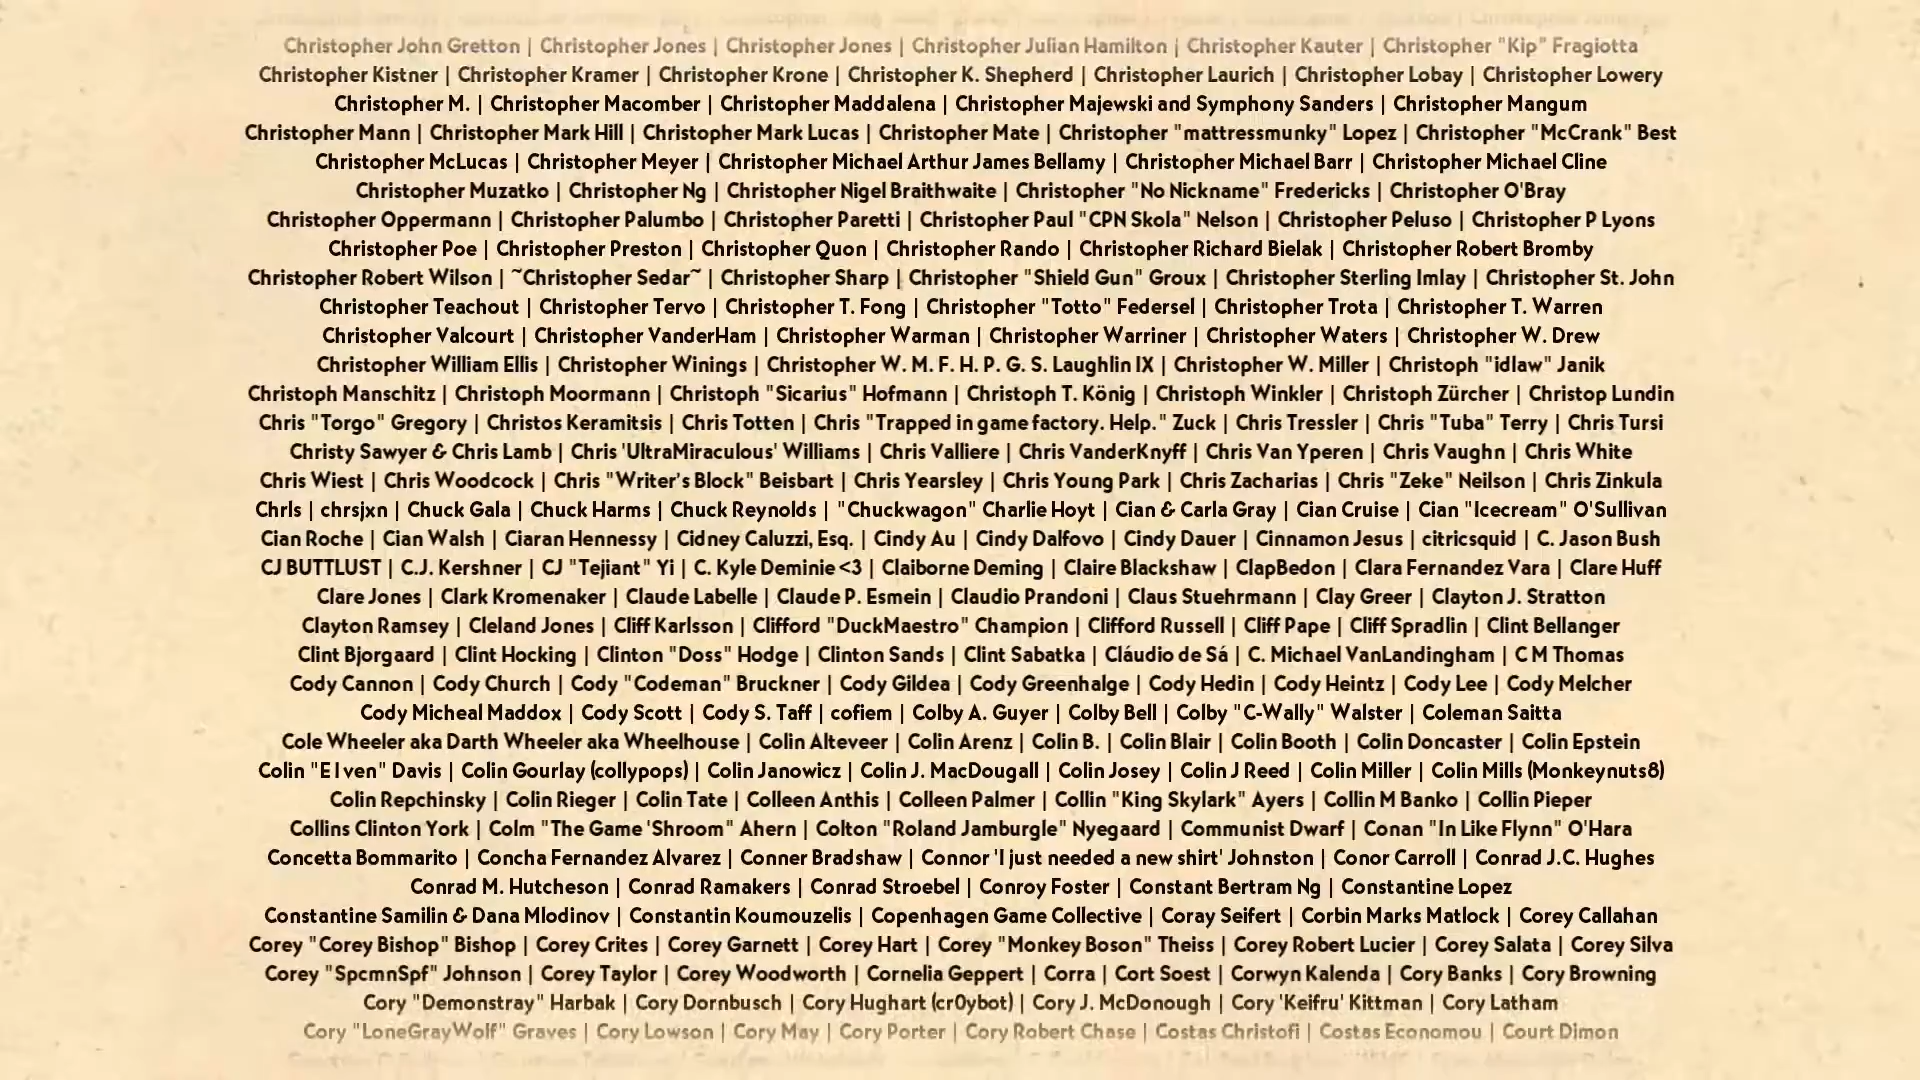 Christopher John Gretton | Christopher Jones | Christopher Jones | Christopher Julian Hamilton | Christopher Kauter | Christopher "Kip" Fragiotta
Christopher Kistner | Christopher Kramer | Christopher Krone | Christopher K. Shepherd | Christopher Laurich | Christopher Lobay | Christopher Lowery
Christopher M. | Christopher Macomber | Christopher Maddalena | Christopher Majewski and Symphony Sanders | Christopher Mangum
Christopher Mann | Christopher Mark Hill | Christopher Mark Lucas | Christopher Mate | Christopher "mattressmunky" Lopez | Christopher "McCrank" Best
Christopher McLucas | Christopher Meyer | Christopher Michael Arthur James Bellamy | Christopher Michael Barr | Christopher Michael Cline
Christopher Muzatko | Christopher Ng | Christopher Nigel Braithwaite | Christopher "No Nickname" Fredericks | Christopher O'Bray
Christopher Oppermann | Christopher Palumbo | Christopher Paretti | Christopher Paul "CPN Skola" Nelson | Christopher Peluso | Christopher P Lyons
Christopher Poe | Christopher Preston | Christopher Quon | Christopher Rando | Christopher Richard Bielak | Christopher Robert Bromby
Christopher Robert Wilson | ~Christopher Sedar~ | Christopher Sharp | Christopher "Shield Gun" Groux | Christopher Sterling Imlay | Christopher St. John
Christopher Teachout | Christopher Tervo | Christopher T. Fong | Christopher "Totto" Federsel | Christopher Trota | Christopher T. Warren
Christopher Valcourt | Christopher VanderHam | Christopher Warman | Christopher Warriner | Christopher Waters | Christopher W. Drew
Christopher William Ellis | Christopher Winings | Christopher W. M. F. H. P. G. S. Laughlin IX | Christopher W. Miller | Christoph "idlaw" Janik
Christoph Manschitz | Christoph Moormann | Christoph "Sicarius" Hofmann | Christoph T. König | Christoph Winkler | Christoph Zürcher | Christop Lundin
Chris "Torgo" Gregory | Christos Keramitsis | Chris Totten | Chris "Trapped in game factory. Help." Zuck | Chris Tressler | Chris "Tuba" Terry | Chris Tursi
Christy Sawyer & Chris Lamb | Chris 'UltraMiraculous' Williams | Chris Valliere | Chris VanderKnyff | Chris Van Yperen | Chris Vaughn | Chris White
Chris Wiest | Chris Woodcock | Chris "Writer's Block" Beisbart | Chris Yearsley | Chris Young Park | Chris Zacharias | Chris "Zeke" Neilson | Chris Zinkula
Chrls | chrsjxn | Chuck Gala | Chuck Harms | Chuck Reynolds | "Chuckwagon" Charlie Hoyt | Cian & Carla Gray | Cian Cruise | Cian "Icecream" O'Sullivan
Cian Roche | Cian Walsh | Ciaran Hennessy | Cidney Caluzzi, Esq. | Cindy Au | Cindy Dalfovo | Cindy Dauer | Cinnamon Jesus | citricsquid | C. Jason Bush
CJ BUTTLUST | C.J. Kershner | CJ "Tejiant" Yi | C. Kyle Deminie <3 | Claiborne Deming | Claire Blackshaw | ClapBedon | Clara Fernandez Vara | Clare Huff
Clare Jones | Clark Kromenaker | Claude Labelle | Claude P. Esmein | Claudio Prandoni | Claus Stuehrmann | Clay Greer | Clayton J. Stratton
Clayton Ramsey | Cleland Jones | Cliff Karlsson | Clifford "DuckMaestro" Champion | Clifford Russell | Cliff Pape | Cliff Spradlin | Clint Bellanger
Clint Bjorgaard | Clint Hocking | Clinton "Doss" Hodge | Clinton Sands | Clint Sabatka | Cláudio de Sá | C. Michael VanLandingham | C M Thomas
Cody Cannon | Cody Church | Cody "Codeman" Bruckner | Cody Gildea | Cody Greenhalge | Cody Hedin | Cody Heintz | Cody Lee | Cody Melcher
Cody Micheal Maddox | Cody Scott | Cody S. Taff | cofiem | Colby A. Guyer | Colby Bell | Colby "C-Wally" Walster | Coleman Saitta
Cole Wheeler aka Darth Wheeler aka Wheelhouse | Colin Alteveer | Colin Arenz | Colin B. | Colin Blair | Colin Booth | Colin Doncaster | Colin Epstein
Colin "E1ven" Davis | Colin Gourlay (collypops) | Colin Janowicz | Colin J. MacDougall | Colin Josey | Colin J Reed | Colin Miller | Colin Mills (Monkeynuts8)
Colin Repchinsky | Colin Rieger | Colin Tate | Colleen Anthis | Colleen Palmer | Collin "King Skylark" Ayers | Collin M Banko | Collin Pieper
Collins Clinton York | Colm "The Game 'Shroom" Ahern | Colton "Roland Jamburgle" Nyegaard | Communist Dwarf | Conan "In Like Flynn" O'Hara
Concetta Bommarito | Concha Fernandez Alvarez | Conner Bradshaw | Connor 'I just needed a new shirt' Johnston | Conor Carroll | Conrad J.C. Hughes
Conrad M. Hutcheson | Conrad Ramakers | Conrad Stroebel | Conroy Foster | Constant Bertram Ng | Constantine Lopez
Constantine Samilin & Dana Mlodinov | Constantin Koumouzelis | Copenhagen Game Collective | Coray Seifert | Corbin Marks Matlock | Corey Callahan
Corey "Corey Bishop" Bishop | Corey Crites | Corey Garnett | Corey Hart | Corey "Monkey Boson" Theiss | Corey Robert Lucier | Corey Salata | Corey Silva
Corey "SpcmnSpf" Johnson | Corey Taylor | Corey Woodworth | Cornelia Geppert | Corra | Cort Soest | Corwyn Kalenda | Cory Banks | Cory Browning
Cory "Demonstray" Harbak | Cory Dornbusch | Cory Hughart (cr0ybot) | Cory J. McDonough | Cory 'Keifru' Kittman | Cory Latham
Cory "LoneGrayWolf" Graves | Cory Lowson | Cory May | Cory Porter | Cory Robert Chase | Costas Christofi | Costas Economou | Court Dimon